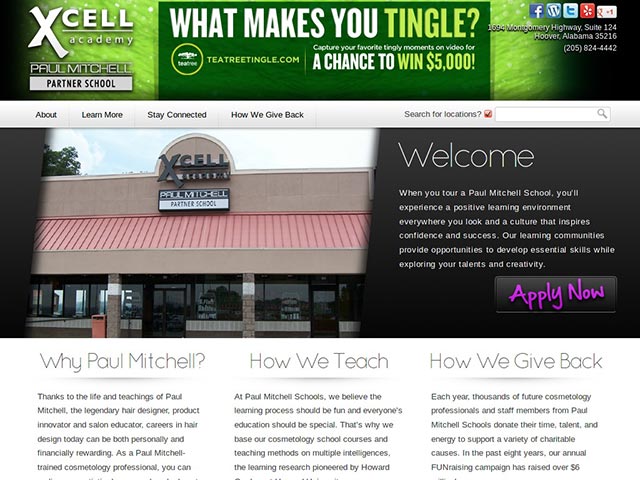 XCELL
academy
PAUL MITCHELL
PARTNER SCHOOL
WHAT MAKES YOU TINGLE?
teatree
TEATREETINGLE.COM
Capture your favorite tingly moments on video for
A CHANCE TO WIN $5,000!
+1
1694 Montgomery Highway, Suite 124
Hoover, Alabama 35216
(205) 824-4442
About
Learn More
Stay Connected
How We Give Back
Search for locations?
XCELL
ACADEMY
PAUL MITCHELL
PARTNER SCHOOL
Welcome
When you tour a Paul Mitchell School, you'll
experience a positive learning environment
everywhere you look and a culture that inspires
confidence and success. Our learning communities
provide opportunities to develop essential skills while
exploring your talents and creativity.
Apply Now
Why Paul Mitchell?
Thanks to the life and teachings of Paul
Mitchell, the legendary hair designer, product
innovator and salon educator, careers in hair
design today can be both personally and
financially rewarding. As a Paul Mitchell-
trained cosmetology professional, you can
How We Teach
At Paul Mitchell Schools, we believe the
learning process should be fun and everyone's
education should be special. That's why we
base our cosmetology school courses and
teaching methods on multiple intelligences,
the learning research pioneered by Howard
How We Give Back
Each year, thousands of future cosmetology
professionals and staff members from Paul
Mitchell Schools donate their time, talent, and
energy to support a variety of charitable
causes. In the past eight years, our annual
FUNraising campaign has raised over $6